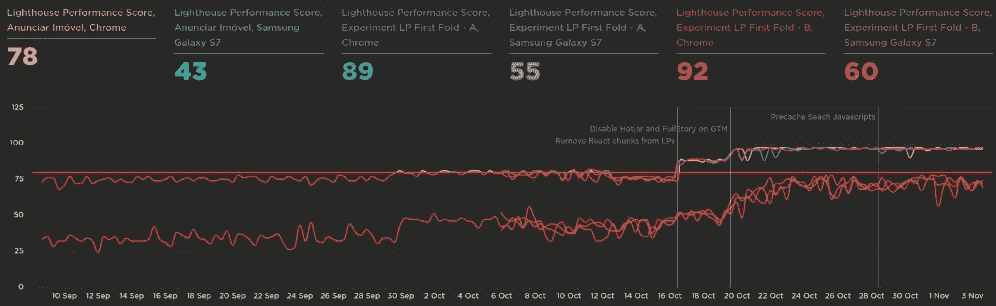 Lighthouse Performance Score,
Anunciar Imóvel, Chrome
78
Lighthouse Performance Score,
Anunciar Imóvel, Samsung
Galaxy S7
43
Lighthouse Performance Score,
Experiment LP First Fold - A,
Chrome
89
Lighthouse Performance Score,
Experiment LP First Fold - A,
Samsung Galaxy S7
55
Lighthouse Performance Score,
Experiment LP First Fold - B,
Chrome
92
Lighthouse Performance Score,
Experiment LP First Fold - B,
Samsung Galaxy S7
60
125
100
75
50
25
0
Precache Seach Javascripts
Disable Hotjar and FullStory on GTM
Remove React chunks from LPs
10 Sep 12 Sep 14 Sep 16 Sep 18 Sep 20 Sep 22 Sep 24 Sep 26 Sep 28 Sep 30 Sep 2 Oct 4 Oct 6 Oct 8 Oct 10 Oct 12 Oct 14 Oct 16 Oct 18 Oct 20 Oct 22 Oct 24 Oct 26 Oct 28 Oct 30 Oct 1 Nov 3 Nov